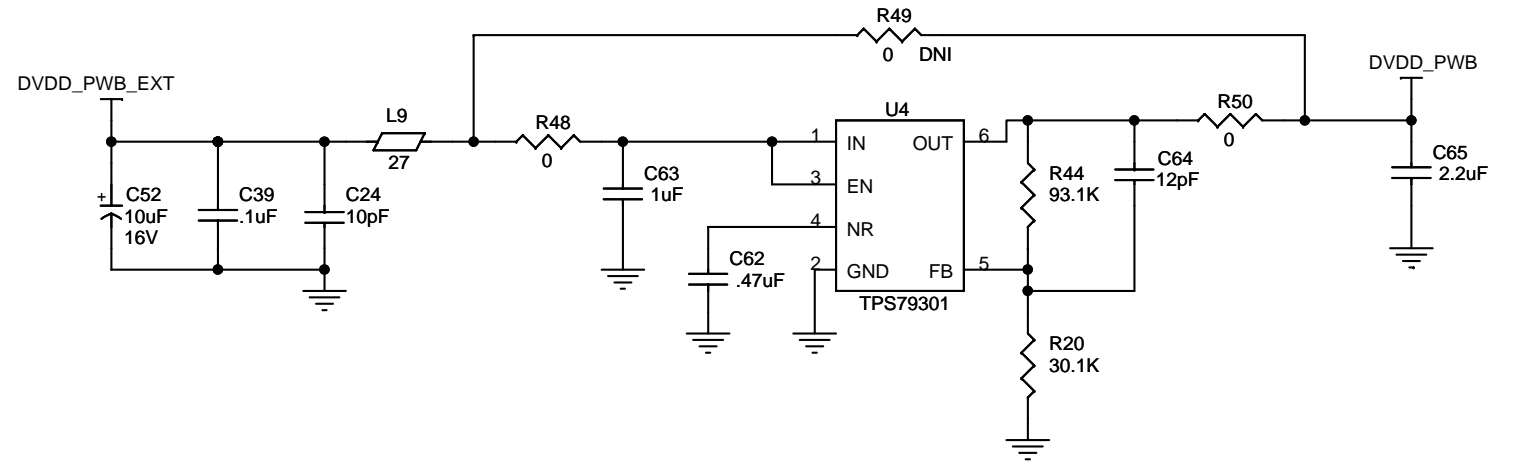 R49
0 DNI
DVDD_PWB_EXT
DVDD_PWB
L9
27
R48
0
U4
R50
0
1 IN
OUT 6
3 EN
4 NR
2 GND
FB 5
TPS79301
+
C52
10uF
16V
C39
.1uF
C24
10pF
C63
1uF
C62
.47uF
R44
93.1K
C64
12pF
C65
2.2uF
R20
30.1K